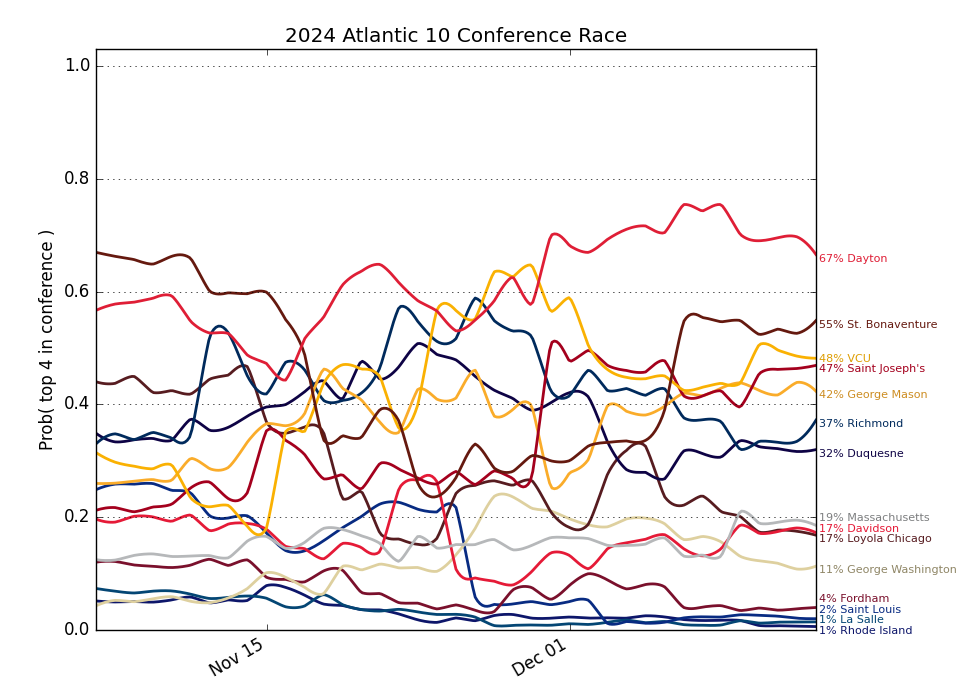 2024 Atlantic 10 Conference Race
Prob( top 4 in conference )
1.0
0.8
0.6
0.4
0.2
0.0
Nov 15
Dec 01
67% Dayton
55% St. Bonaventure
48% VCU
47% Saint Joseph's
42% George Mason
37% Richmond
32% Duquesne
19% Massachusetts
17% Davidson
17% Loyola Chicago
11% George Washington
4% Fordham
2% Saint Louis
1% La Salle
1% Rhode Island